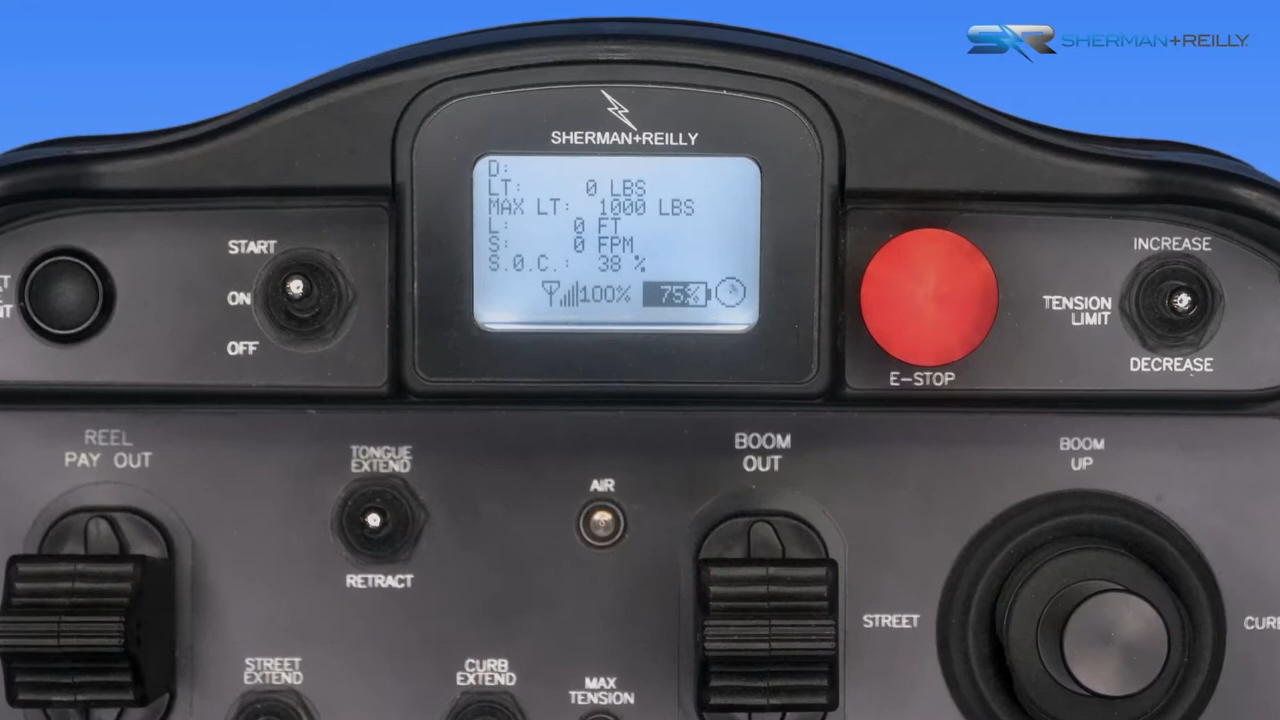 SHERMAN+REILLY
SHERMAN+REILLY
D:
LT: 0 LBS
MAX LT: 1000 LBS
L: 0 FT
S: 0 FPM
S.O.C.: 38 %
100% 75%
START
ON
OFF
E-STOP
INCREASE
TENSION
LIMIT
DECREASE
REEL
PAY OUT
TONGUE
EXTEND
RETRACT
AIR
BOOM
OUT
BOOM
UP
STREET
STREET
EXTEND
CURB
EXTEND
MAX
TENSION